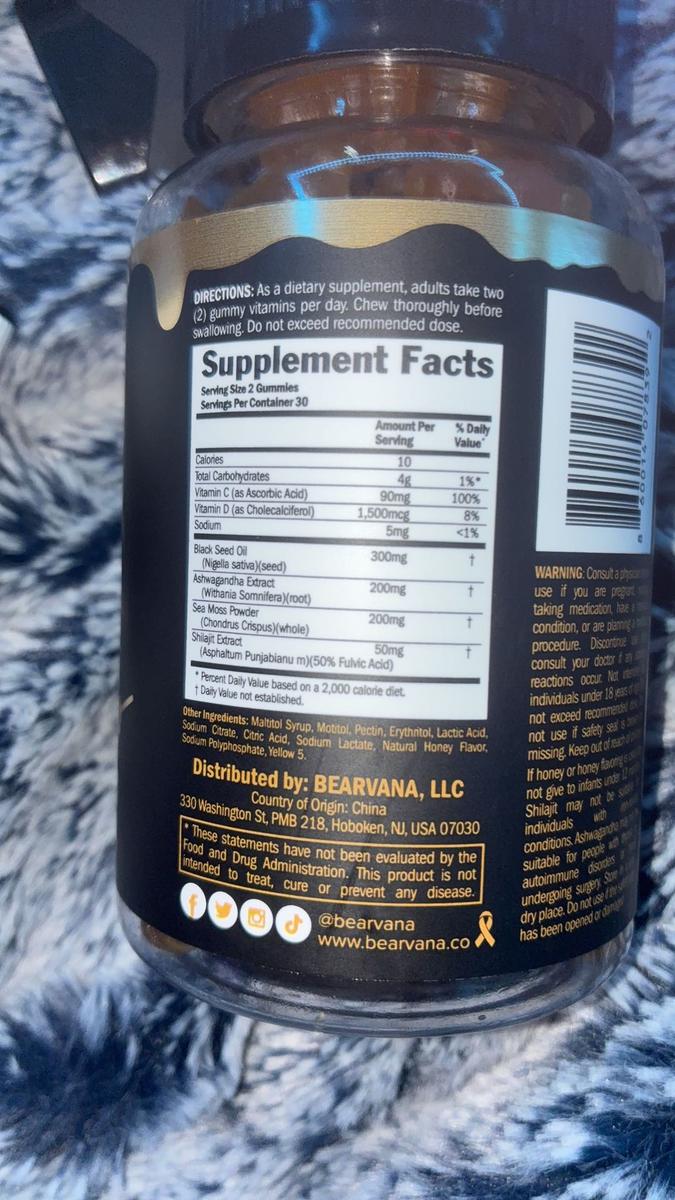 DIRECTIONS: As a dietary supplement, adults take two
(2) gummy vitamins per day. Chew thoroughly before
swallowing. Do not exceed recommended dose.
Supplement Facts
Serving Size 2 Gummies
Servings Per Container 30
Amount Per Serving % Daily Value*
Calories 10
Total Carbohydrates 4g 1%*
Vitamin C (as Ascorbic Acid) 90mg 100%
Vitamin D (as Cholecalciferol) 1,500mcg 8%
Sodium 5mg <1%
Black Seed Oil 300mg †
(Nigella sativa)(seed)
Ashwagandha Extract 200mg †
(Withania Somnifera)(root)
Sea Moss Powder 200mg †
(Chondrus Crispus)(whole)
Shilajit Extract 50mg †
(Asphaltum Punjabianu m)(50% Fulvic Acid)
* Percent Daily Value based on a 2,000 calorie diet.
† Daily Value not established.
Other Ingredients: Maltitol Syrup, Motitol, Pectin, Erythritol, Lactic Acid,
Sodium Citrate, Citric Acid, Sodium Lactate, Natural Honey Flavor,
Sodium Polyphosphate, Yellow 5.
Distributed by: BEARVANA, LLC
Country of Origin: China
330 Washington St, PMB 218, Hoboken, NJ, USA 07030
* These statements have not been evaluated by the
Food and Drug Administration. This product is not
intended to treat, cure or prevent any disease.
@bearvana
www.bearvana.co
WARNING: Consult a
use if you are pregnant,
taking medication, have a
condition, or are planning a
procedure. Discontinue
consult your doctor if any
reactions occur. Not
individuals under 18 years of
not exceed recommended
not use if safety seal is
missing. Keep out of reach of
If honey or honey flavoring is
not give to infants under 12
Shilajit may not be
individuals with
conditions. Ashwagandha
suitable for people with
autoimmune disorders
undergoing surgery. Store
dry place. Do not use if the
has been opened or